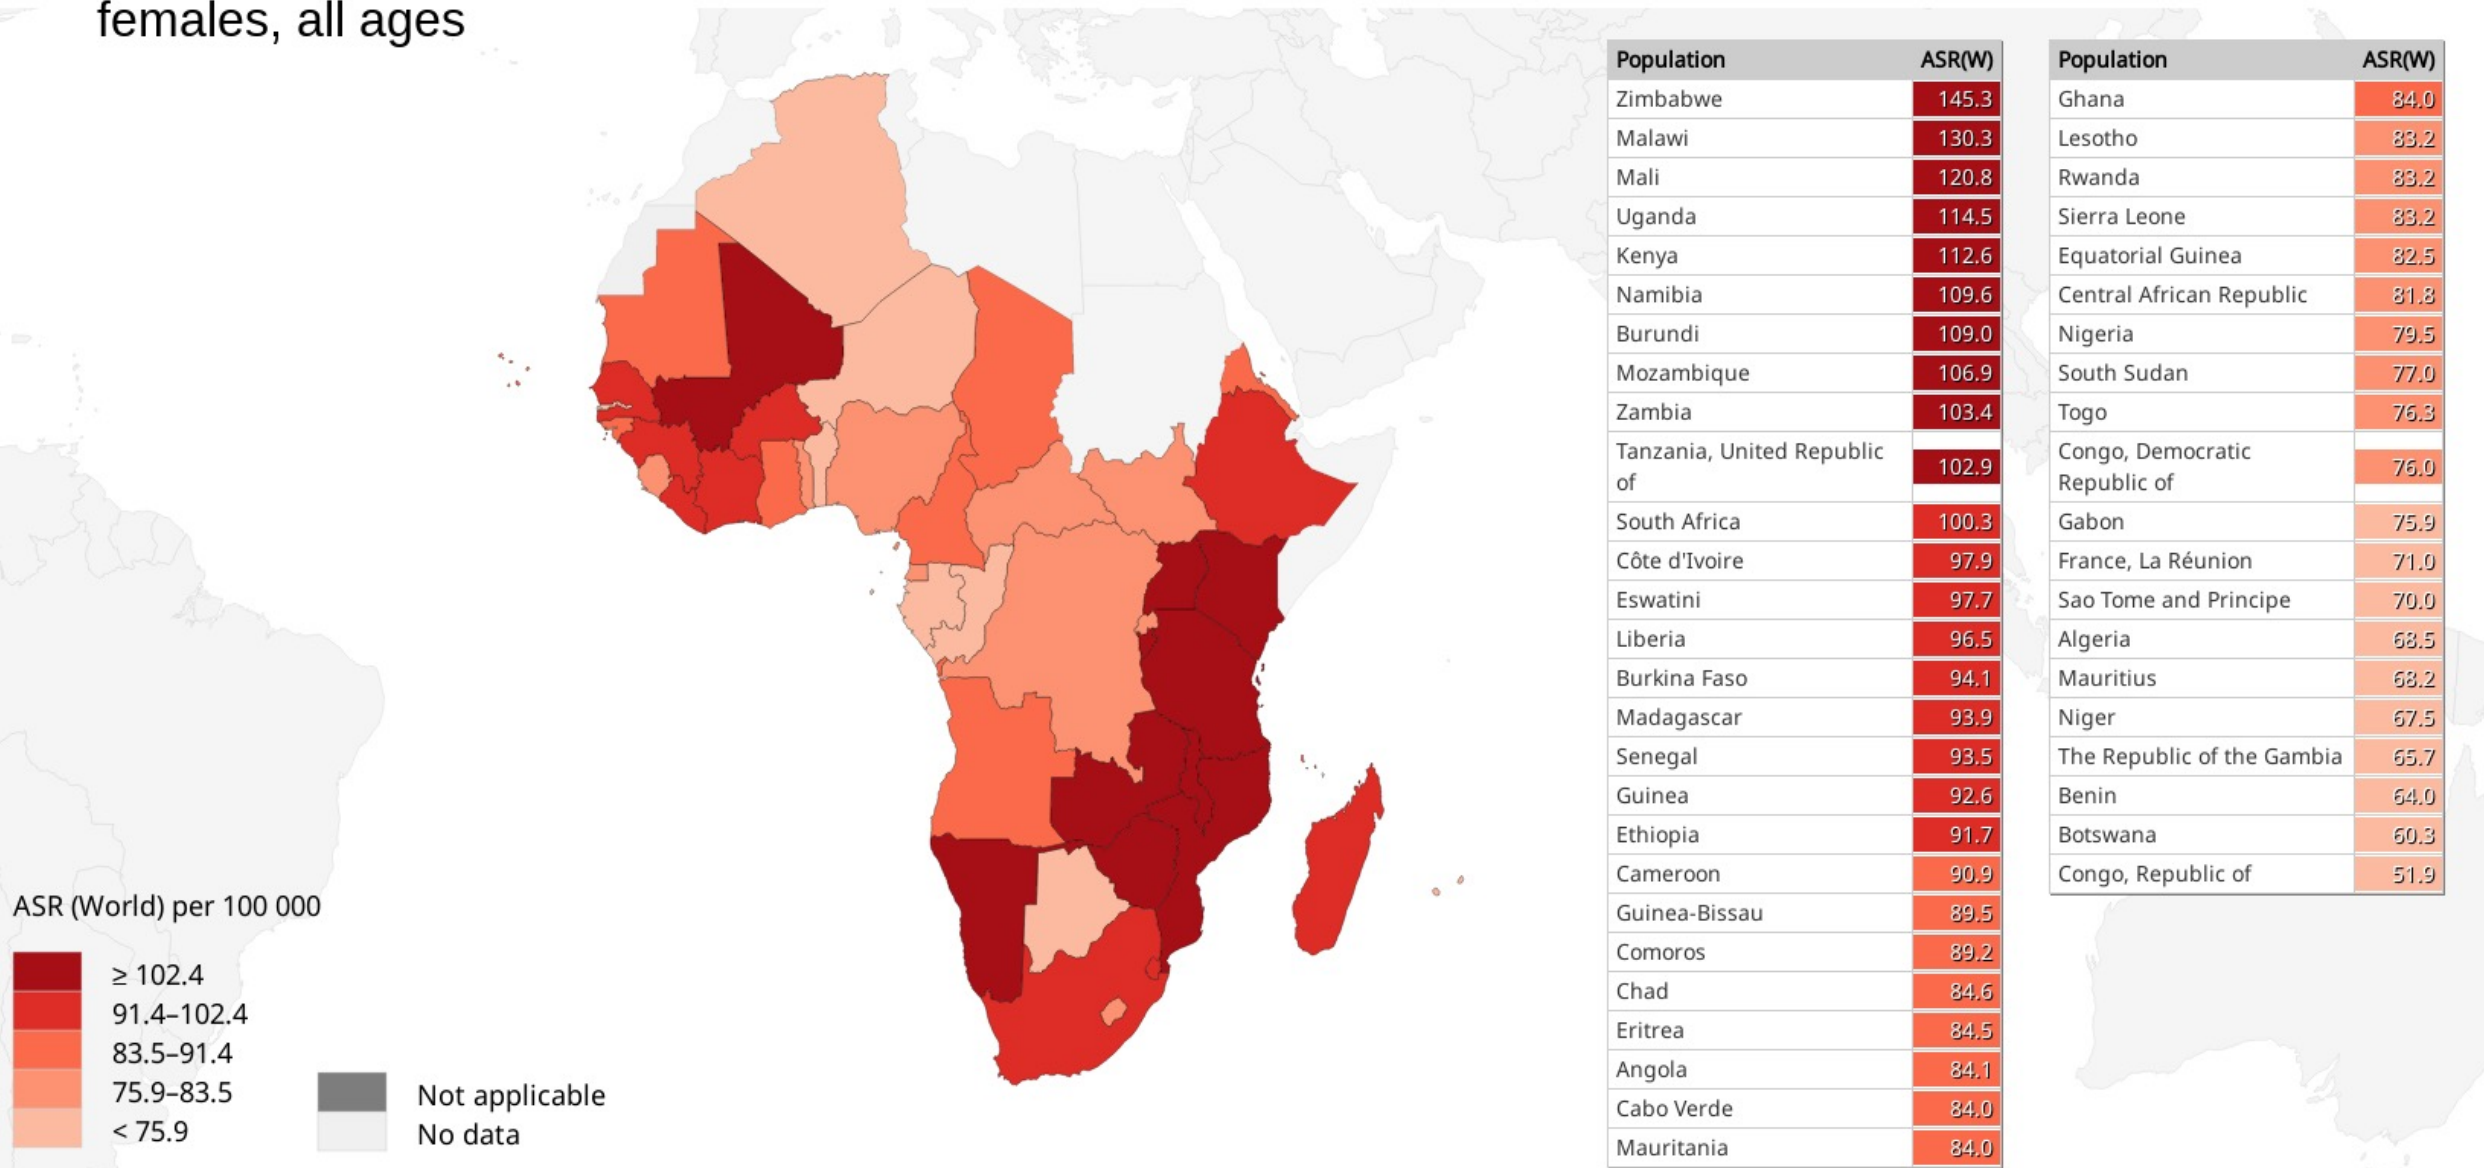 females, all ages
Population ASR(W)
Zimbabwe 145.3
Malawi 130.3
Mali 120.8
Uganda 114.5
Kenya 112.6
Namibia 109.6
Burundi 109.0
Mozambique 106.9
Zambia 103.4
Tanzania, United Republic
of 102.9
South Africa 100.3
Côte d'Ivoire 97.9
Eswatini 97.7
Liberia 96.5
Burkina Faso 94.1
Madagascar 93.9
Senegal 93.5
Guinea 92.6
Ethiopia 91.7
Cameroon 90.9
Guinea-Bissau 89.5
Comoros 89.2
Chad 84.6
Eritrea 84.5
Angola 84.1
Cabo Verde 84.0
Mauritania 84.0
Population ASR(W)
Ghana 84.0
Lesotho 83.2
Rwanda 83.2
Sierra Leone 83.2
Equatorial Guinea 82.5
Central African Republic 81.8
Nigeria 79.5
South Sudan 77.0
Togo 76.3
Congo, Democratic
Republic of 76.0
Gabon 75.9
France, La Réunion 71.0
Sao Tome and Principe 70.0
Algeria 68.5
Mauritius 68.2
Niger 67.5
The Republic of the Gambia 65.7
Benin 64.0
Botswana 60.3
Congo, Republic of 51.9
ASR (World) per 100 000
≥ 102.4
91.4–102.4
83.5–91.4
75.9–83.5
< 75.9
Not applicable
No data